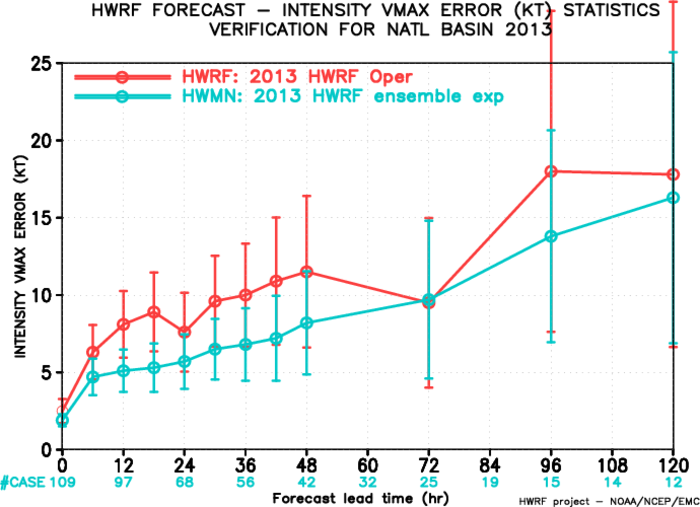 HWRF FORECAST – INTENSITY VMAX ERROR (KT) STATISTICS
VERIFICATION FOR NATL BASIN 2013
HWRF: 2013 HWRF Oper
HWMN: 2013 HWRF ensemble exp
INTENSITY VMAX ERROR (KT)
25
20
15
10
5
0
0 12 24 36 48 60 72 84 96 108 120
#CASE 109 97 68 56 42 32 25 19 15 14 12
Forecast lead time (hr)
HWRF project – NOAA/NCEP/EMC